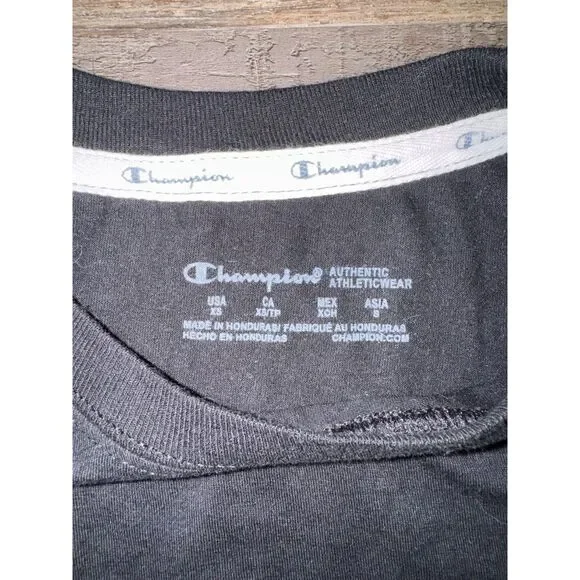 Champion Champion Champion
Champion® AUTHENTIC ATHLETICWEAR
USA CA MEX ASIA
XS XS/TP XCH S
MADE IN HONDURAS/ FABRIQUÉ AU HONDURAS
HECHO EN HONDURAS CHAMPION.COM